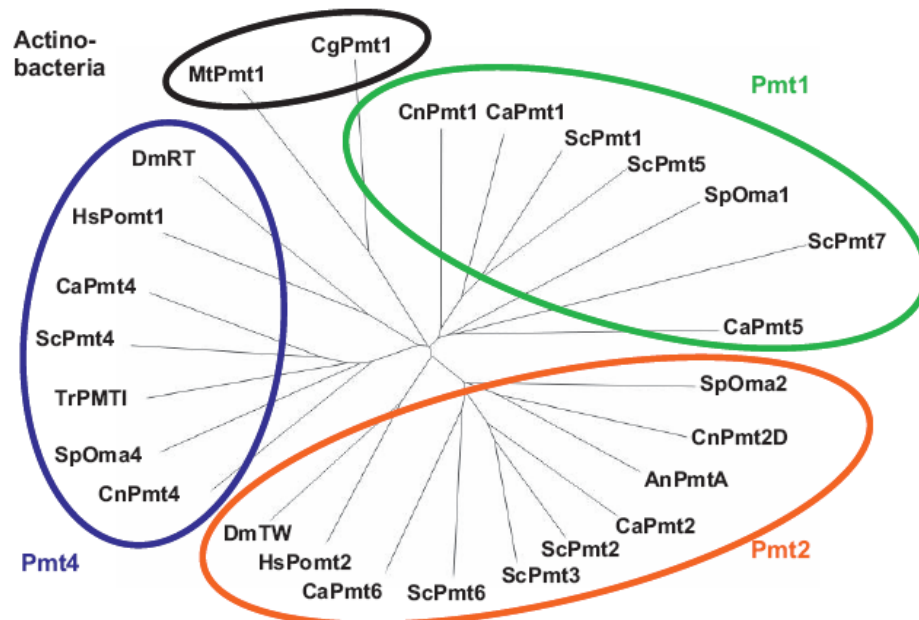 Actino-
bacteria
MtPmt1
CgPmt1
Pmt1
CnPmt1
CaPmt1
ScPmt1
ScPmt5
SpOma1
ScPmt7
CaPmt5
DmRT
HsPomt1
CaPmt4
ScPmt4
TrPMTI
SpOma4
CnPmt4
Pmt4
SpOma2
CnPmt2D
AnPmtA
CaPmt2
ScPmt2
ScPmt3
ScPmt6
CaPmt6
HsPomt2
DmTW
Pmt2